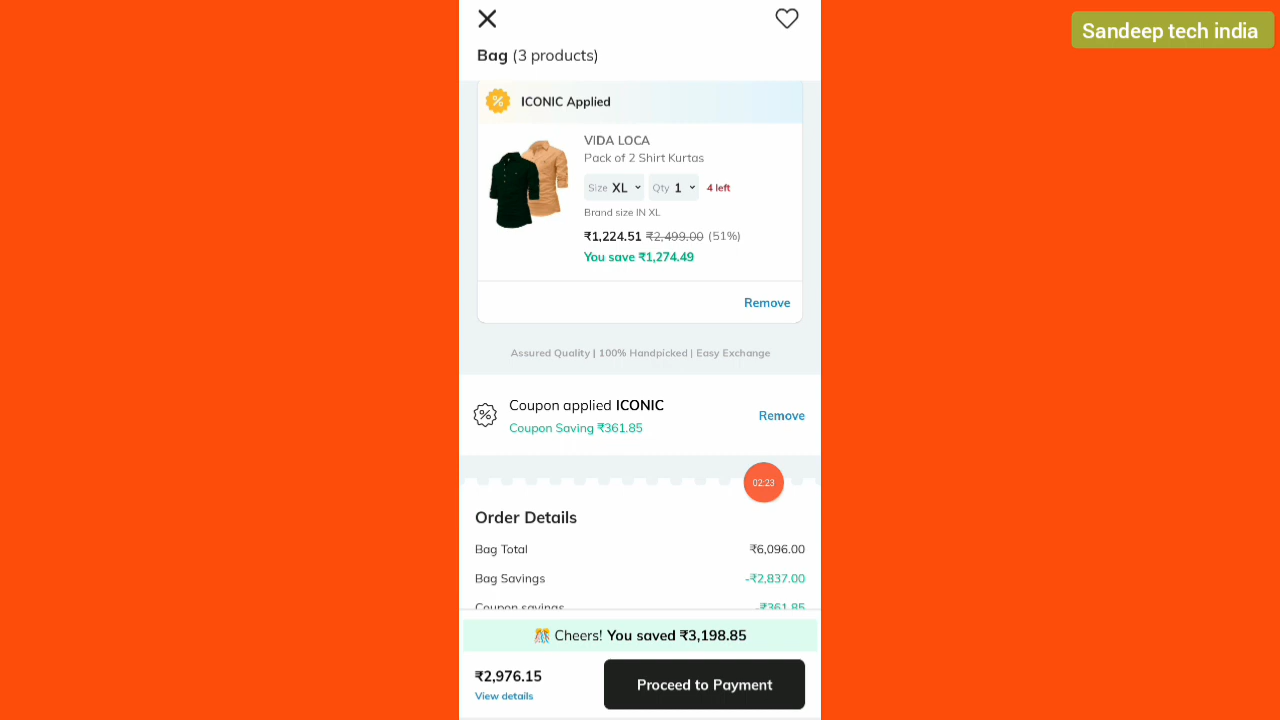 Sandeep tech india
Bag (3 products)
ICONIC Applied
VIDA LOCA
Pack of 2 Shirt Kurtas
Size XL Qty 1 4 left
Brand size IN XL
₹1,224.51 ₹2,499.00 (51%)
You save ₹1,274.49
Remove
Assured Quality | 100% Handpicked | Easy Exchange
Coupon applied ICONIC
Remove
Coupon Saving ₹361.85
02:23
Order Details
Bag Total ₹6,096.00
Bag Savings -₹2,837.00
Coupon savings -₹361.85
🎊 Cheers! You saved ₹3,198.85
₹2,976.15
View details
Proceed to Payment